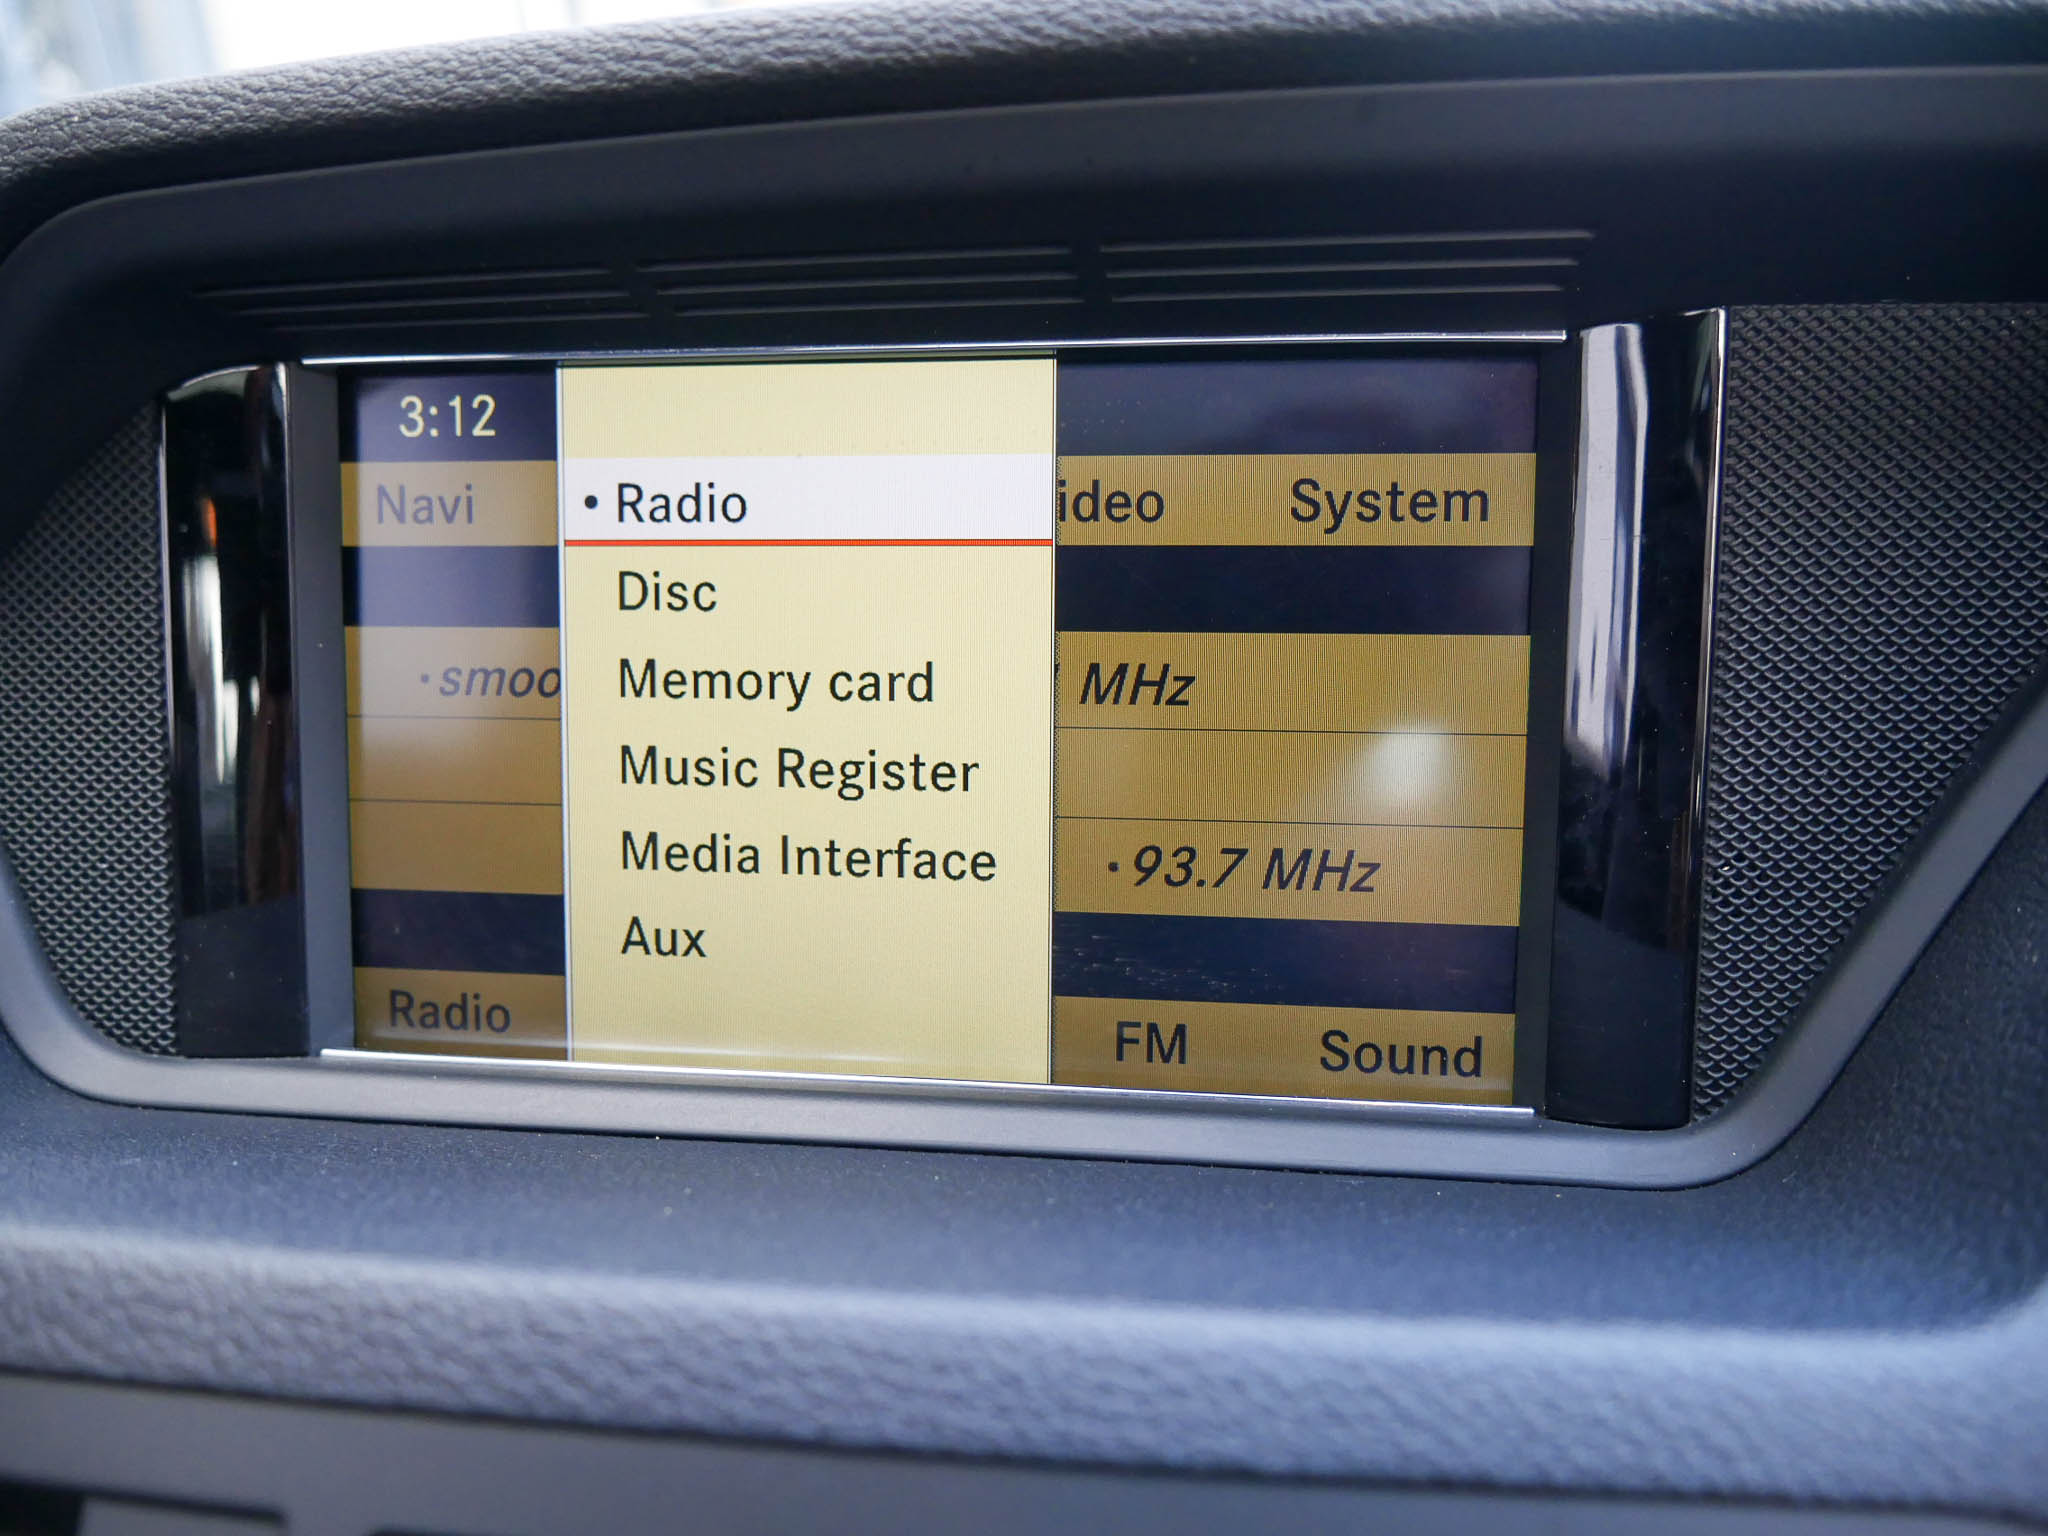 3:12
Navi
• Radio
ideo
System
Disc
• smoo
Memory card
MHz
Music Register
Media Interface
• 93.7 MHz
Aux
Radio
FM
Sound